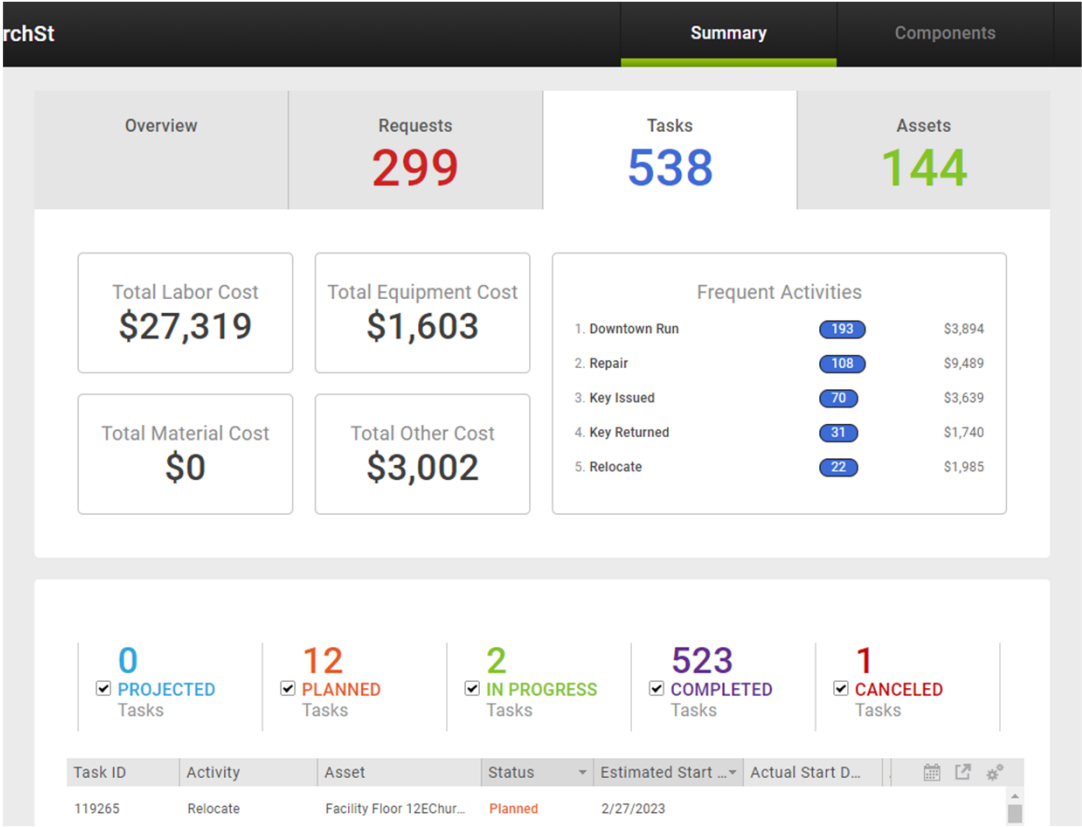 rchSt
Summary
Components
Overview
Requests
299
Tasks
538
Assets
144
Total Labor Cost
$27,319
Total Equipment Cost
$1,603
Total Material Cost
$0
Total Other Cost
$3,002
Frequent Activities
1. Downtown Run 193 $3,894
2. Repair 108 $9,489
3. Key Issued 70 $3,639
4. Key Returned 31 $1,740
5. Relocate 22 $1,985
0
PROJECTED
Tasks
12
PLANNED
Tasks
2
IN PROGRESS
Tasks
523
COMPLETED
Tasks
1
CANCELED
Tasks
Task ID Activity Asset Status Estimated Start ... Actual Start D...
119265 Relocate Facility Floor 12EChur... Planned 2/27/2023